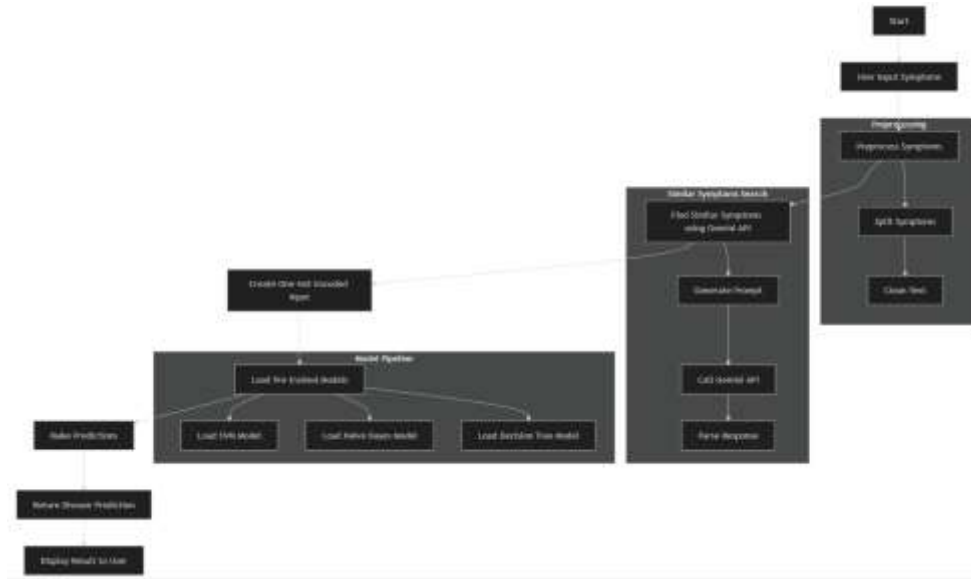 Start
User Input Symptoms
Preprocessing
Preprocess Symptoms
Split Symptoms
Clean Text
Similar Symptoms Search
Find Similar Symptoms
using Gemini API
Generate Prompt
Call Gemini API
Parse Response
Create One-Hot Encoded
Input
Model Pipeline
Load Pre-trained Models
Load SVM Model
Load Naive Bayes Model
Load Decision Tree Model
Make Predictions
Return Disease Prediction
Display Result to User